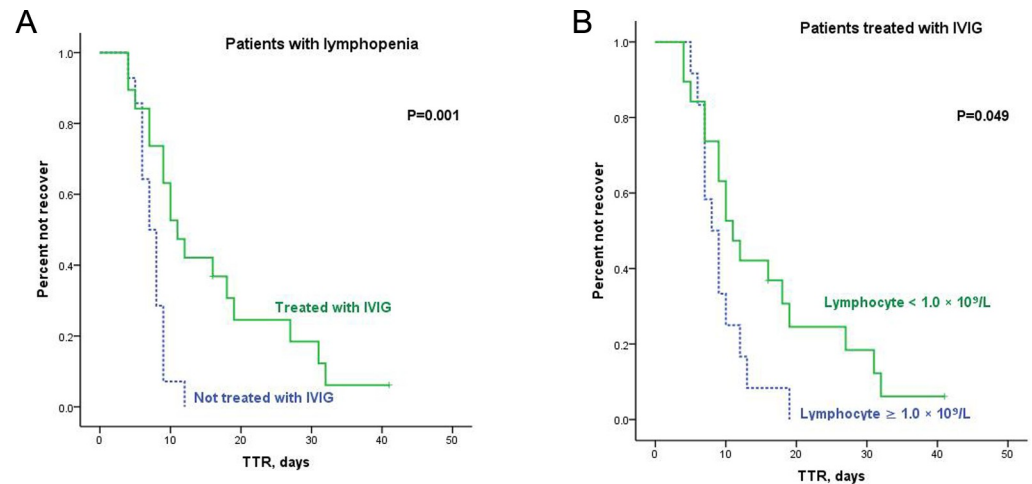 A
Patients with lymphopenia
P=0.001
Percent not recover
1.0
0.8
0.6
0.4
0.2
0.0
Treated with IVIG
Not treated with IVIG
0 10 20 30 40 50
TTR, days
B
Patients treated with IVIG
P=0.049
Percent not recover
1.0
0.8
0.6
0.4
0.2
0.0
Lymphocyte < 1.0 × 10⁹/L
Lymphocyte ≥ 1.0 × 10⁹/L
0 10 20 30 40 50
TTR, days